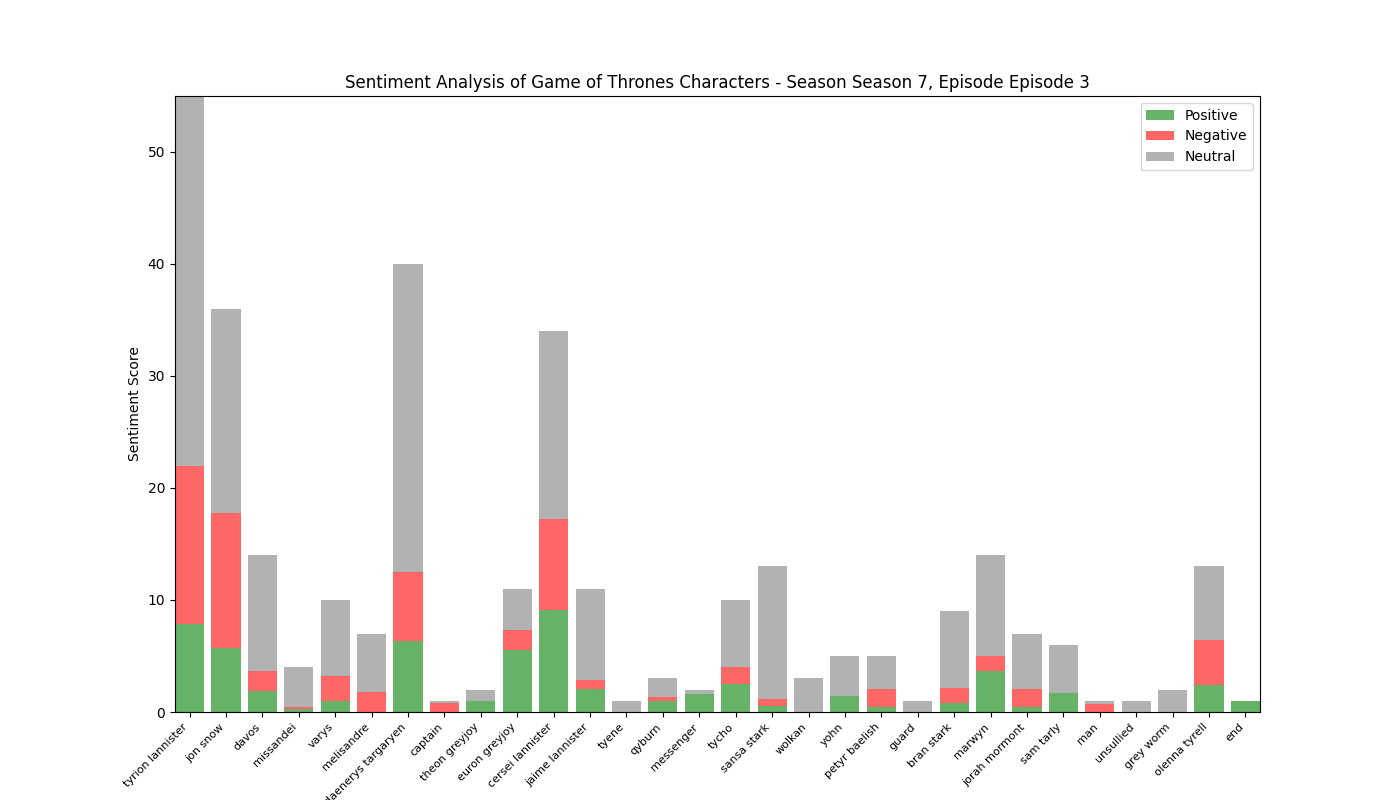 Sentiment Analysis of Game of Thrones Characters - Season Season 7, Episode Episode 3
Positive
Negative
Neutral
Sentiment Score
50
40
30
20
10
0
tyrion lannister
jon snow
davos
missandei
varys
melisandre
daenerys targaryen
captain
theon greyjoy
euron greyjoy
cersei lannister
jaime lannister
tyene
qyburn
messenger
tycho
sansa stark
wolkan
yohn
petyr baelish
guard
bran stark
marwyn
jorah mormont
sam tarly
man
unsullied
grey worm
olenna tyrell
end